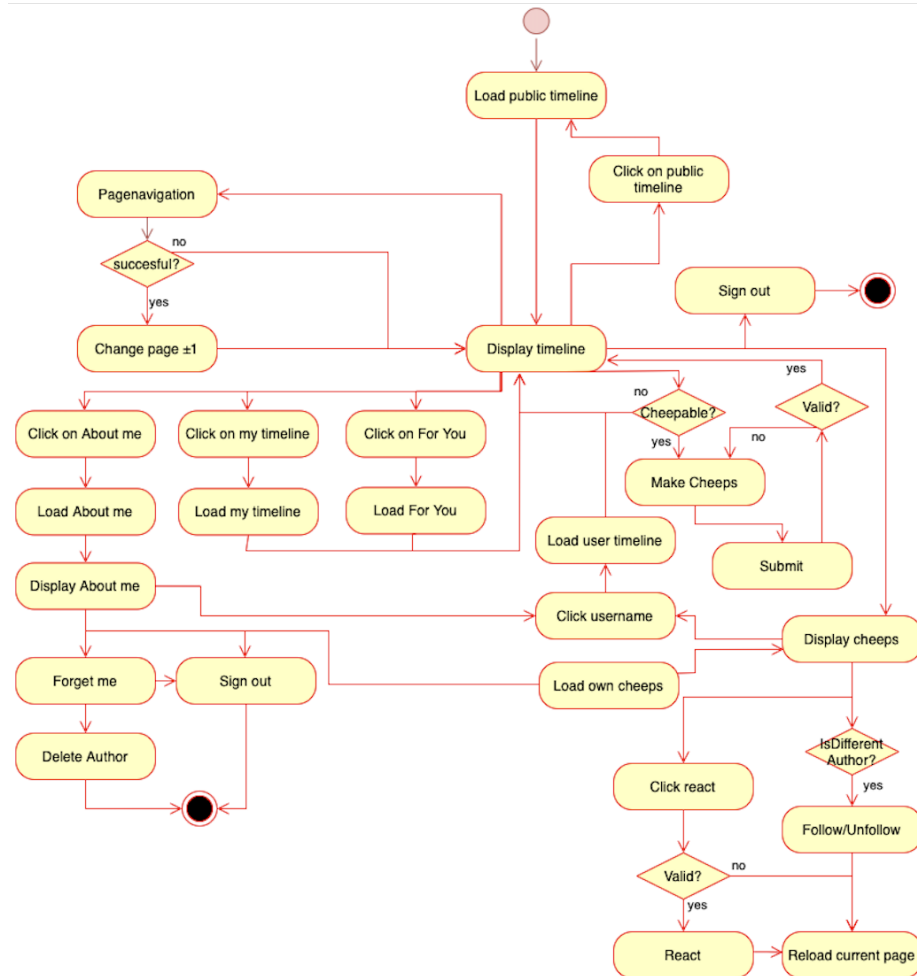 Load public timeline
Click on public
timeline
Pagenavigation
no
succesful?
yes
Sign out
Change page ±1
Display timeline
yes
no
Cheepable?
Valid?
Click on About me
Click on my timeline
Click on For You
yes
no
Make Cheeps
Load About me
Load my timeline
Load For You
Load user timeline
Submit
Display About me
Click username
Display cheeps
Forget me
Sign out
Load own cheeps
Delete Author
IsDifferent
Author?
yes
Click react
Follow/Unfollow
Valid?
no
yes
React
Reload current page